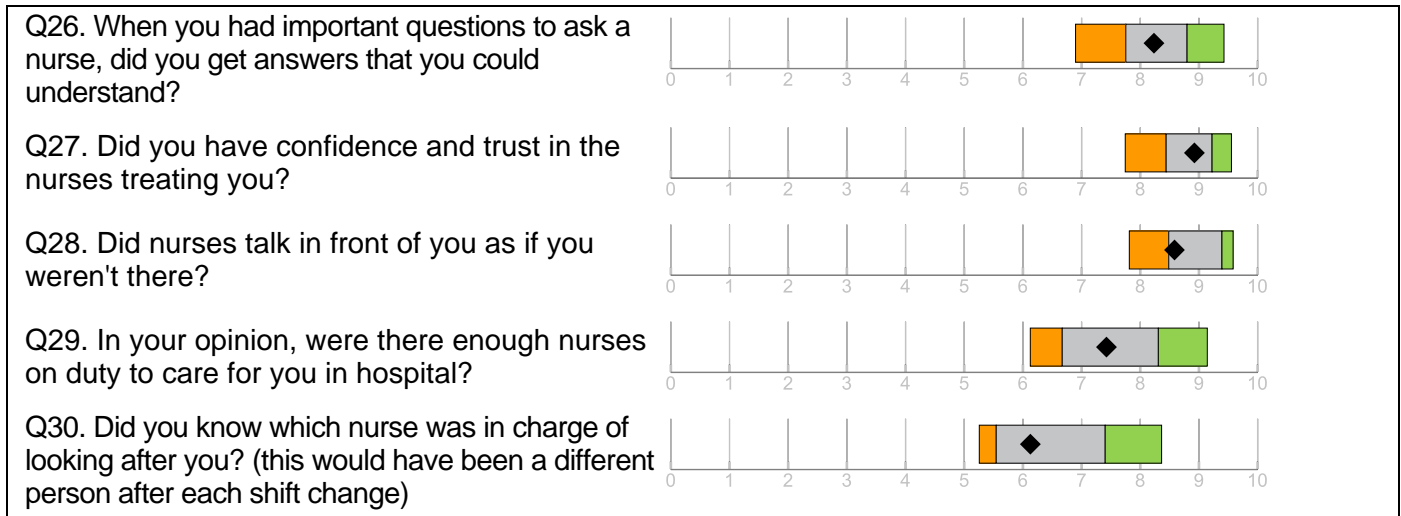 Q26. When you had important questions to ask a
nurse, did you get answers that you could
understand?
0 1 2 3 4 5 6 7 8 9 10
Q27. Did you have confidence and trust in the
nurses treating you?
0 1 2 3 4 5 6 7 8 9 10
Q28. Did nurses talk in front of you as if you
weren't there?
0 1 2 3 4 5 6 7 8 9 10
Q29. In your opinion, were there enough nurses
on duty to care for you in hospital?
0 1 2 3 4 5 6 7 8 9 10
Q30. Did you know which nurse was in charge of
looking after you? (this would have been a different
person after each shift change)
0 1 2 3 4 5 6 7 8 9 10